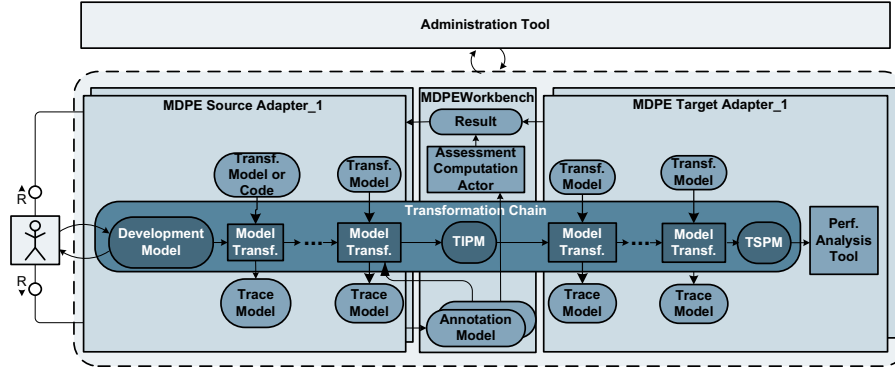 Administration Tool
MDPE Source Adapter_1
MDPEWorkbench
MDPE Target Adapter_1
Result
Assessment
Computation
Actor
Transf.
Model or
Code
Transf.
Model
Transf.
Model
Transf.
Model
R
Transformation Chain
Development
Model
Model
Transf.
...
Model
Transf.
TIPM
Model
Transf.
...
Model
Transf.
TSPM
Perf.
Analysis
Tool
R
Trace
Model
Trace
Model
Annotation
Model
Trace
Model
Trace
Model